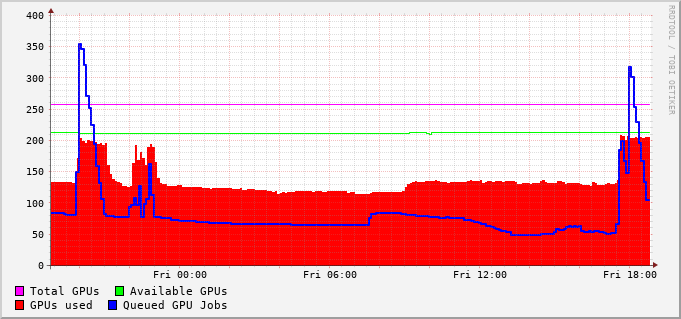 400
350
300
250
200
150
100
50
0
Fri 00:00 Fri 06:00 Fri 12:00 Fri 18:00
Total GPUs Available GPUs
GPUs used Queued GPU Jobs
RRDTOOL / TOBI OETIKER